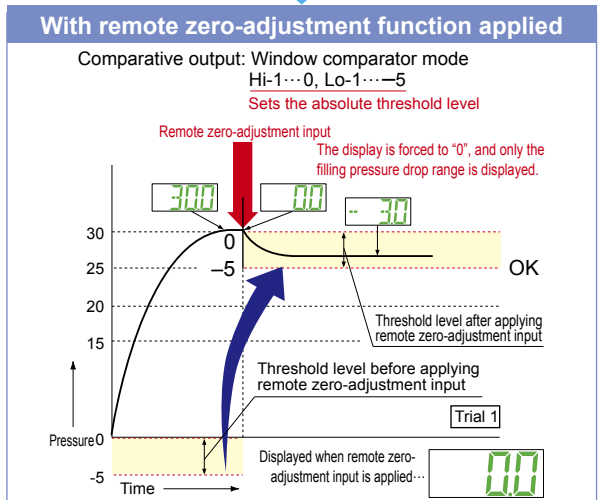 With remote zero-adjustment function applied
Comparative output: Window comparator mode
Hi-1···0, Lo-1···−5
Sets the absolute threshold level
Remote zero-adjustment input
The display is forced to “0”, and only the
filling pressure drop range is displayed.
30.0
0.0
- 3.0
30
0
−5
25
OK
20
15
Threshold level after applying
remote zero-adjustment input
Threshold level before applying
remote zero-adjustment input
Trial 1
Pressure
0
-5
Time
Displayed when remote zero-
adjustment input is applied···
0.0